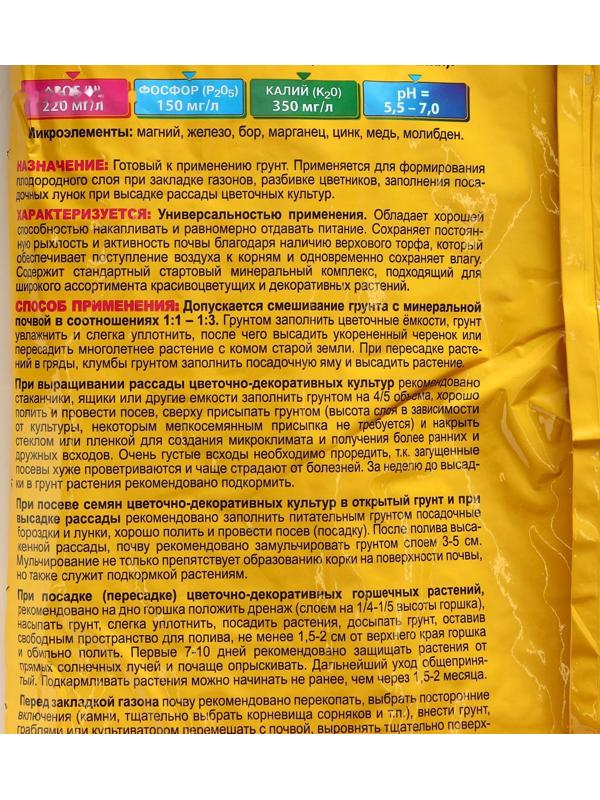 220 мг/л
ФОСФОР (P₂O₅)
150 мг/л
КАЛИЙ (K₂O)
350 мг/л
pH =
5,5 – 7,0
Микроэлементы: магний, железо, бор, марганец, цинк, медь, молибден.
НАЗНАЧЕНИЕ: Готовый к применению грунт. Применяется для формирования
плодородного слоя при закладке газонов, разбивке цветников, заполнения поса-
дочных лунок при высадке рассады цветочных культур.
ХАРАКТЕРИЗУЕТСЯ: Универсальностью применения. Обладает хорошей
способностью накапливать и равномерно отдавать питание. Сохраняет постоян-
ную рыхлость и активность почвы благодаря наличию верхового торфа, который
обеспечивает поступление воздуха к корням и одновременно сохраняет влагу.
Содержит стандартный стартовый минеральный комплекс, подходящий для
широкого ассортимента красивоцветущих и декоративных растений.
СПОСОБ ПРИМЕНЕНИЯ: Допускается смешивание грунта с минеральной
почвой в соотношениях 1:1 – 1:3. Грунтом заполнить цветочные ёмкости, грунт
увлажнить и слегка уплотнить, после чего высадить укорененный черенок или
пересадить многолетнее растение с комом старой земли. При пересадке расте-
ний в гряды, клумбы грунтом заполнить посадочную яму и высадить растение.
При выращивании рассады цветочно-декоративных культур рекомендовано
стаканчики, ящики или другие емкости заполнить грунтом на 4/5 объема, хорошо
полить и провести посев, сверху присыпать грунтом (высота слоя в зависимости
от культуры, некоторым мелкосемянным присыпка не требуется) и накрыть
стеклом или пленкой для создания микроклимата и получения более ранних и
дружных всходов. Очень густые всходы необходимо проредить, т.к. загущенные
посевы хуже проветриваются и чаще страдают от болезней. За неделю до высад-
ки в грунт растения рекомендовано подкормить.
При посеве семян цветочно-декоративных культур в открытый грунт и при
высадке рассады рекомендовано заполнить питательным грунтом посадочные
бороздки и лунки, хорошо полить и провести посев (посадку). После полива выса-
женной рассады, почву рекомендовано замульчировать грунтом слоем 3-5 см.
Мульчирование не только препятствует образованию корки на поверхности почвы,
но также служит подкормкой растениям.
При посадке (пересадке) цветочно-декоративных горшечных растений,
рекомендовано на дно горшка положить дренаж (слоем на 1/4-1/5 высоты горшка),
насыпать грунт, слегка уплотнить, посадить растения, досыпать грунт, оставив
свободным пространство для полива, не менее 1,5-2 см от верхнего края горшка
и обильно полить. Первые 7-10 дней рекомендовано защищать растения от
прямых солнечных лучей и почаще опрыскивать. Дальнейший уход общеприня-
тый. Подкармливать растения можно начинать не ранее, чем через 1,5-2 месяца.
Перед закладкой газона почву рекомендовано перекопать, выбрать посторонние
включения (камни, тщательно выбрать корневища сорняков и т.п.), внести грунт,
граблями или культиватором перемешать с почвой, выровнять тщательно поверх-